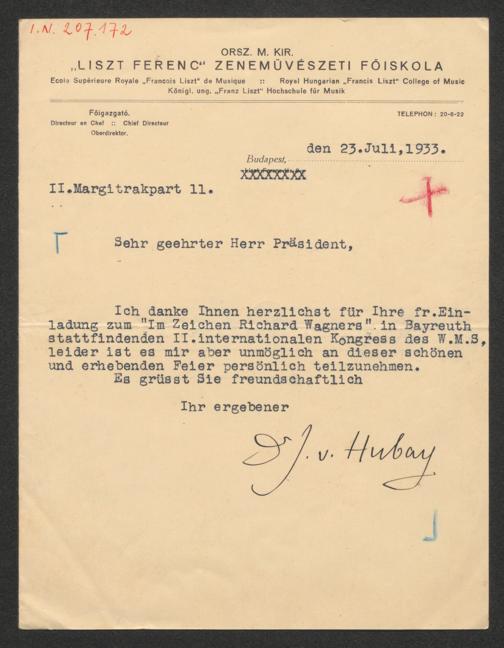 I.N. 207.172
ORSZ. M. KIR.
„LISZT FERENC“ ZENEMŰVÉSZETI FŐISKOLA
Ecole Supérieure Royale „Francois Liszt“ de Musique :: Royal Hungarian „Francis Liszt“ College of Music
Königl. ung. „Franz Liszt“ Hochschule für Musik
Főigazgató.
Directeur en Chef :: Chief Directeur
Oberdirektor.
TELEPHON: 20-6-22
Budapest, den 23.Juli,1933.
XXXXXXXX
II.Margitrakpart 11.
Sehr geehrter Herr Präsident,
Ich danke Ihnen herzlichst für Ihre fr.Ein-
ladung zum "Im Zeichen Richard Wagners" in Bayreuth
stattfindenden II.internationalen Kongress des W.M.S,
leider ist es mir aber unmöglich an dieser schönen
und erhebenden Feier persönlich teilzunehmen.
Es grüsst Sie freundschaftlich
Ihr ergebener
Dr J. v. Hubay